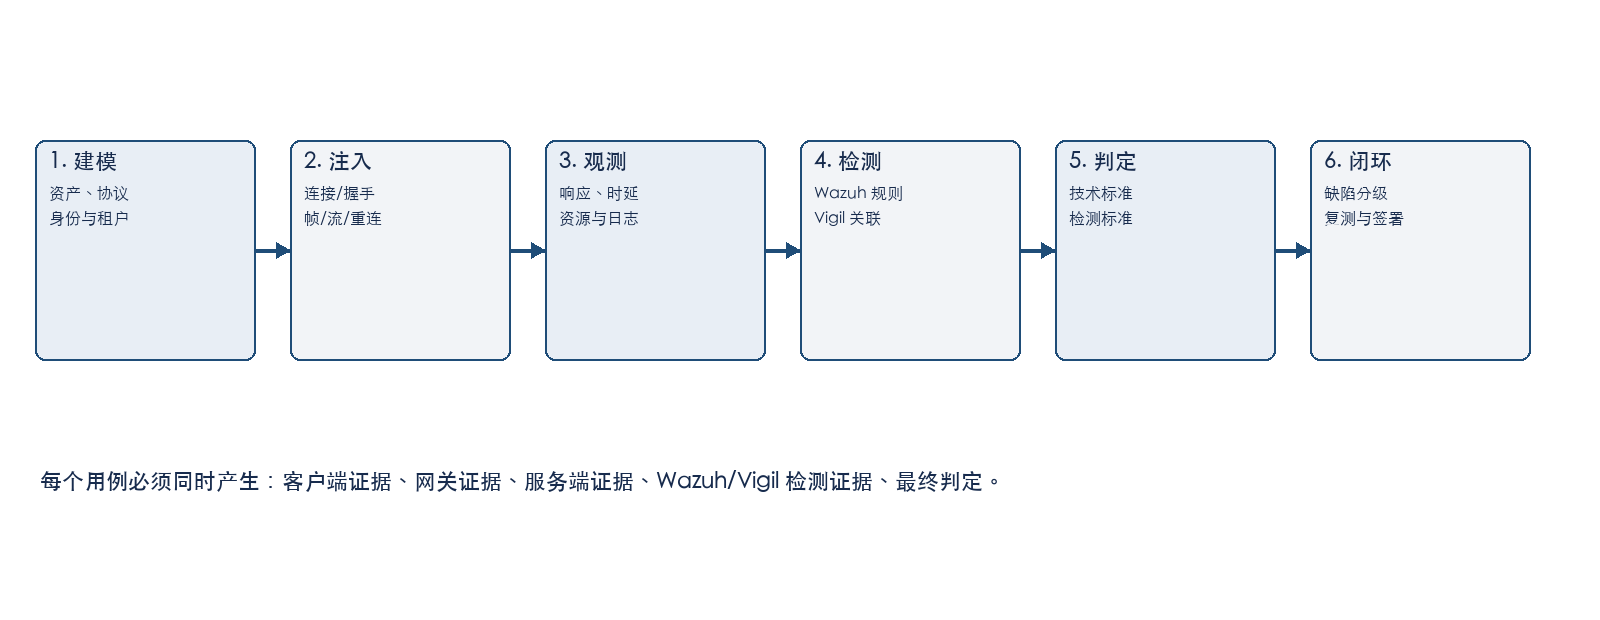 1. 建模
资产、协议
身份与租户
2. 注入
连接/握手
帧/流/重连
3. 观测
响应、时延
资源与日志
4. 检测
Wazuh 规则
Vigil 关联
5. 判定
技术标准
检测标准
6. 闭环
缺陷分级
复测与签署
每个用例必须同时产生：客户端证据、网关证据、服务端证据、Wazuh/Vigil 检测证据、最终判定。